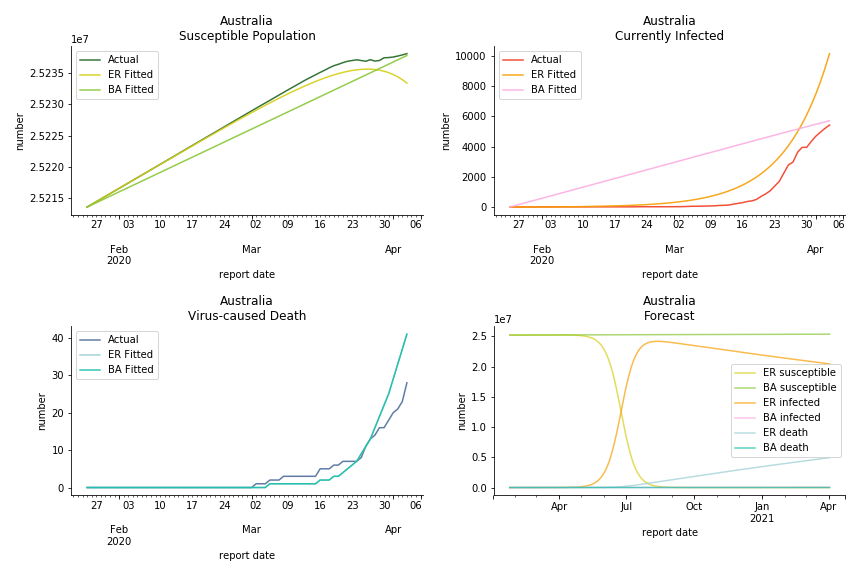 Australia
Susceptible Population
1e7
Actual
ER Fitted
BA Fitted
2.5235
2.5230
2.5225
2.5220
2.5215
number
27 03 10 17 24 02 09 16 23 30 06
Feb Mar Apr
2020
report date
Australia
Currently Infected
Actual
ER Fitted
BA Fitted
10000
8000
6000
4000
2000
0
number
27 03 10 17 24 02 09 16 23 30 06
Feb Mar Apr
2020
report date
Australia
Virus-caused Death
Actual
ER Fitted
BA Fitted
40
30
20
10
0
number
27 03 10 17 24 02 09 16 23 30 06
Feb Mar Apr
2020
report date
Australia
Forecast
1e7
2.5
2.0
1.5
1.0
0.5
0.0
number
ER susceptible
BA susceptible
ER infected
BA infected
ER death
BA death
Apr Jul Oct Jan Apr
2021
report date